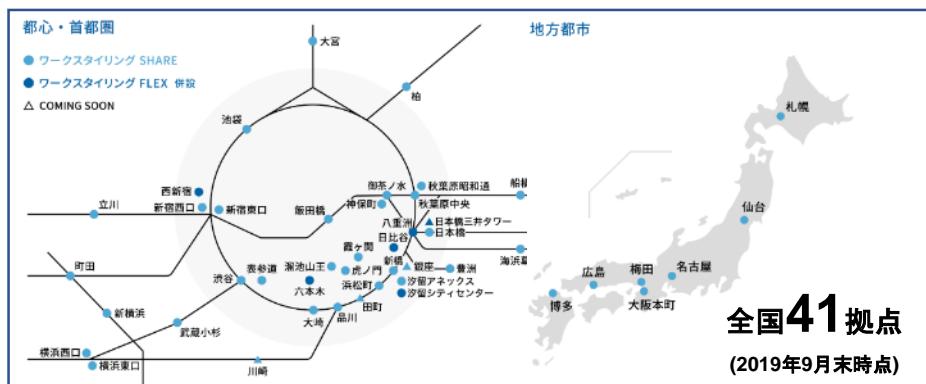 都心・首都圏
ワークスタイリング SHARE
ワークスタイリング FLEX 併設
COMING SOON
大宮
柏
池袋
西新宿
新宿西口
新宿東口
立川
飯田橋
御茶ノ水
神保町
秋葉原昭和通
秋葉原中央
船橋
八重洲
日本橋三井タワー
日本橋
日比谷
霞ヶ関
新橋
銀座
豊洲
海浜幕
町田
渋谷
表参道
溜池山王
虎ノ門
六本木
浜松町
汐留アネックス
汐留シティセンター
田町
品川
大崎
新横浜
武蔵小杉
横浜西口
横浜東口
川崎
地方都市
札幌
仙台
名古屋
梅田
大阪本町
広島
博多
全国41拠点
(2019年9月末時点)